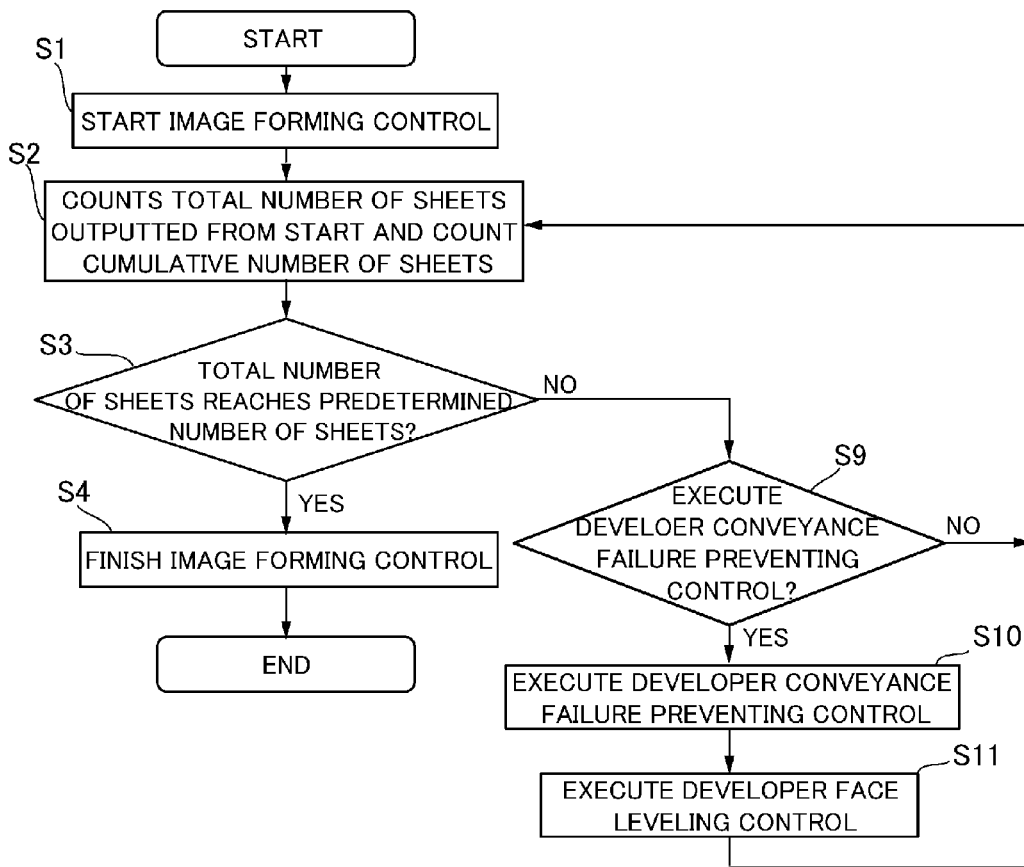 START
S1
START IMAGE FORMING CONTROL
S2
COUNTS TOTAL NUMBER OF SHEETS
OUTPUTTED FROM START AND COUNT
CUMULATIVE NUMBER OF SHEETS
S3
TOTAL NUMBER
OF SHEETS REACHES PREDETERMINED
NUMBER OF SHEETS?
NO
YES
S4
FINISH IMAGE FORMING CONTROL
END
S9
EXECUTE
DEVELOER CONVEYANCE
FAILURE PREVENTING
CONTROL?
NO
YES
S10
EXECUTE DEVELOPER CONVEYANCE
FAILURE PREVENTING CONTROL
S11
EXECUTE DEVELOPER FACE
LEVELING CONTROL